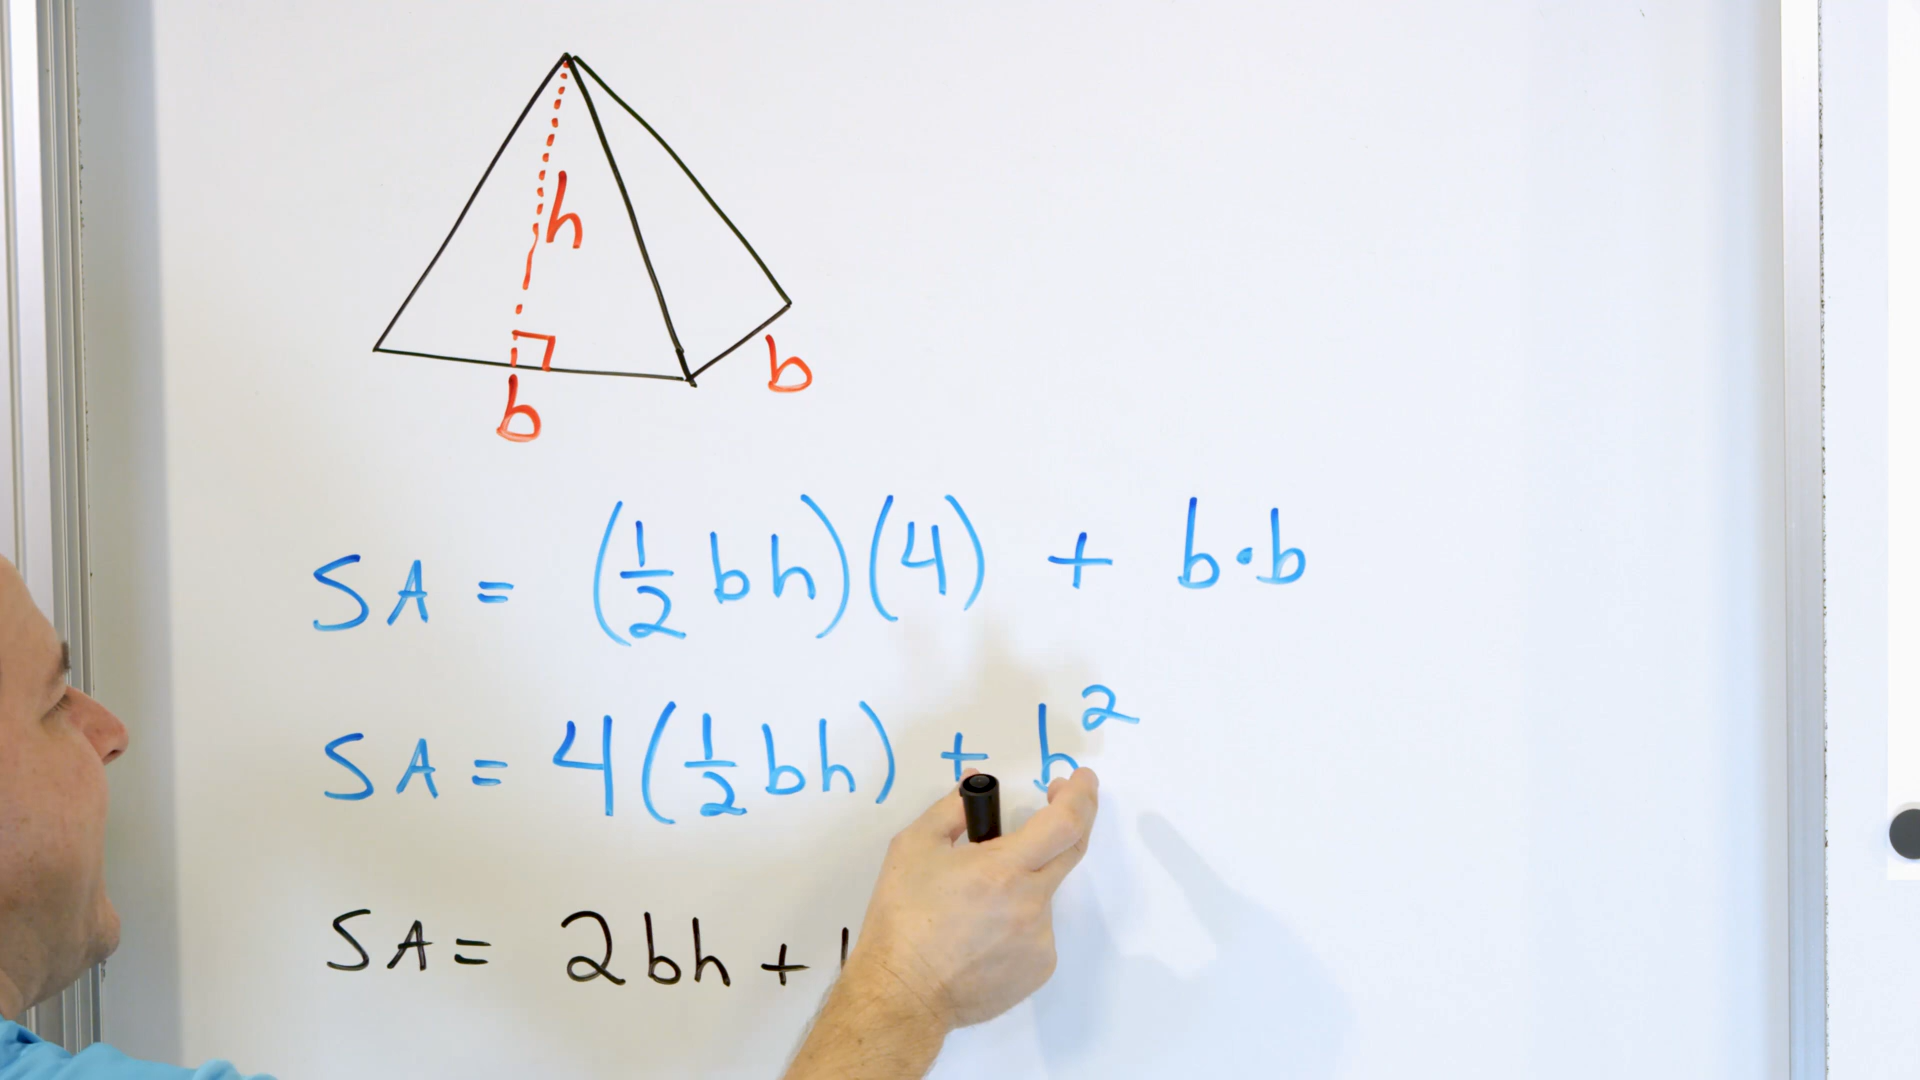 h
b
b
SA = (1/2 bh)(4) + b·b
SA = 4(1/2 bh) + b²
SA = 2bh +